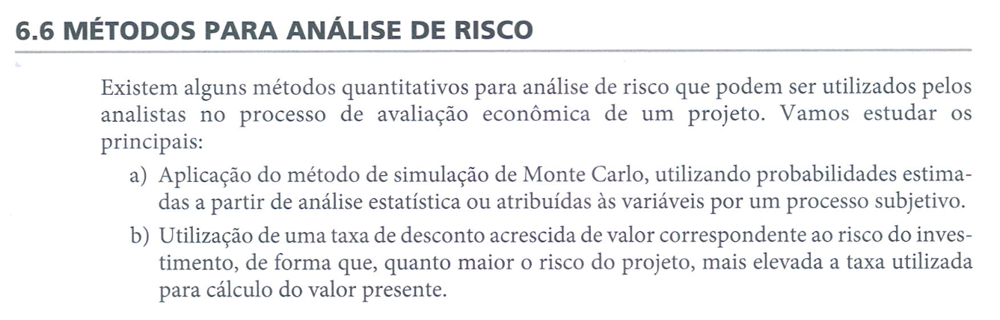 6.6 MÉTODOS PARA ANÁLISE DE RISCO
Existem alguns métodos quantitativos para análise de risco que podem ser utilizados pelos
analistas no processo de avaliação econômica de um projeto. Vamos estudar os
principais:
a) Aplicação do método de simulação de Monte Carlo, utilizando probabilidades estima-
das a partir de análise estatística ou atribuídas às variáveis por um processo subjetivo.
b) Utilização de uma taxa de desconto acrescida de valor correspondente ao risco do inves-
timento, de forma que, quanto maior o risco do projeto, mais elevada a taxa utilizada
para cálculo do valor presente.